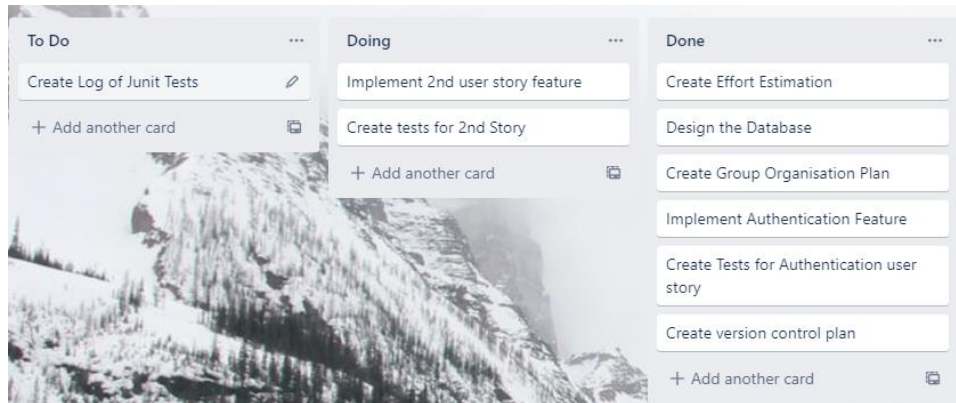 To Do
Create Log of Junit Tests
+ Add another card
Doing
Implement 2nd user story feature
Create tests for 2nd Story
+ Add another card
Done
Create Effort Estimation
Design the Database
Create Group Organisation Plan
Implement Authentication Feature
Create Tests for Authentication user
story
Create version control plan
+ Add another card